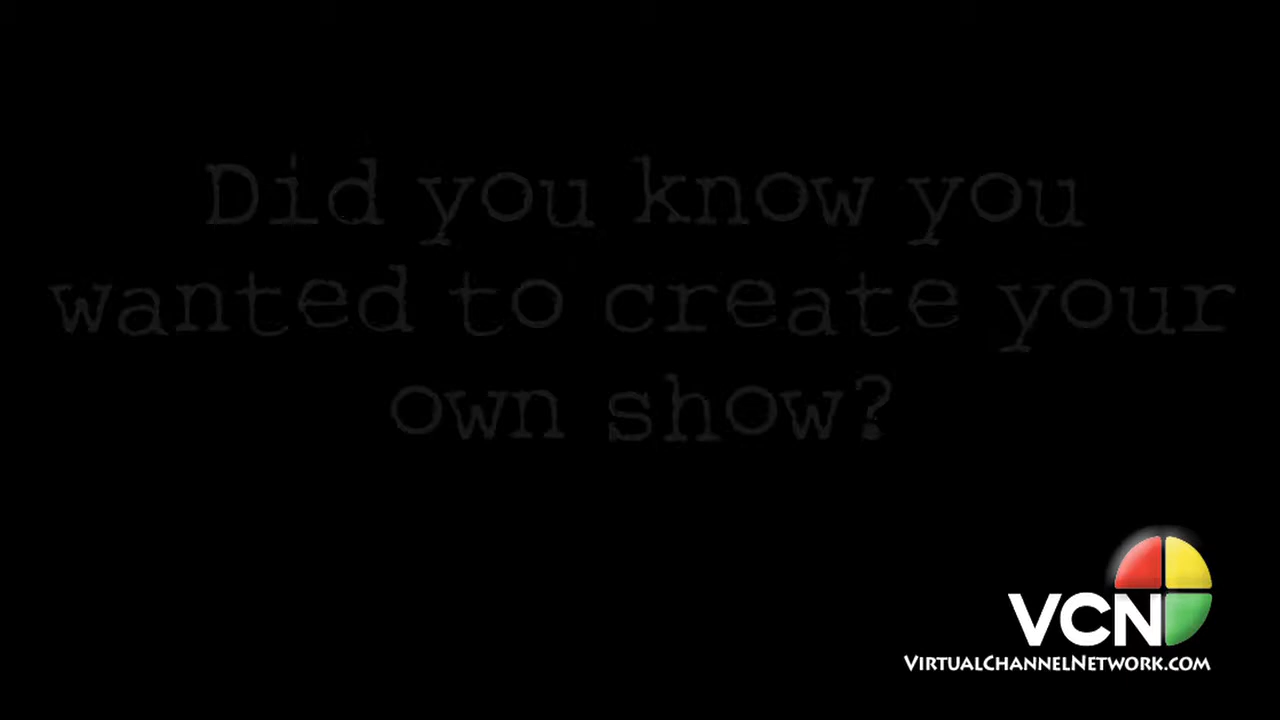 Did you know you
wanted to create your
own show?
VCN
VIRTUALCHANNELNETWORK.COM